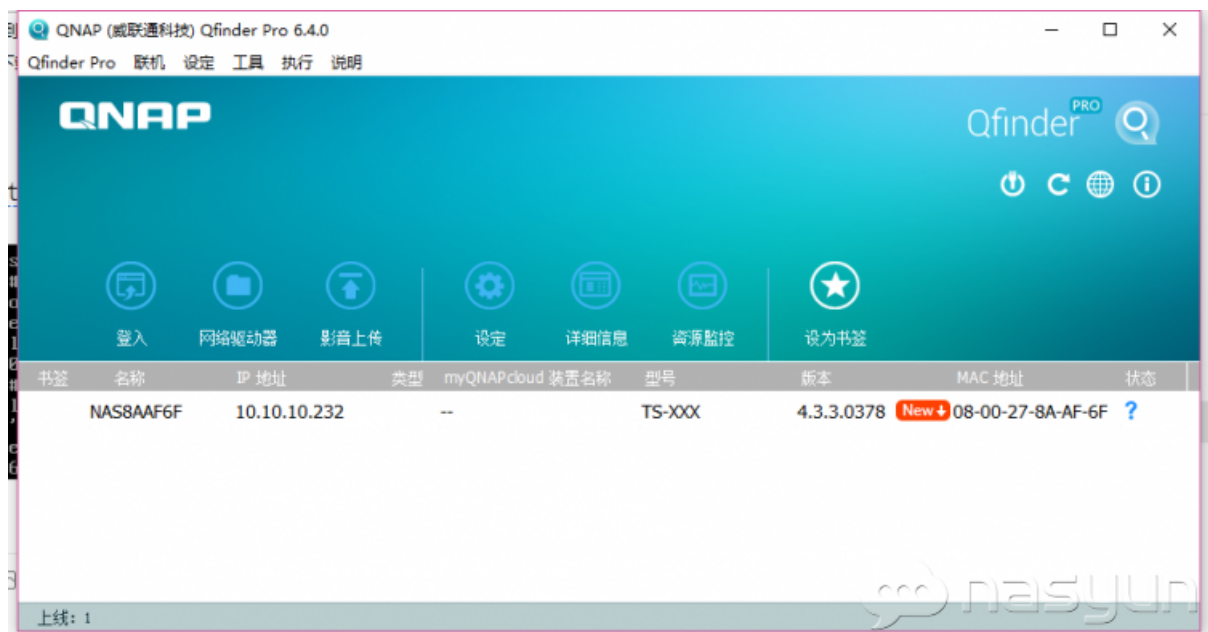 QNAP (威联通科技) Qfinder Pro 6.4.0
Qfinder Pro 联机 设定 工具 执行 说明
QNAP
Qfinder PRO
登入 网络驱动器 影音上传 设定 详细信息 资源监控 设为书签
书签 名称 IP 地址 类型 myQNAPcloud 装置名称 型号 版本 MAC 地址 状态
NAS8AAF6F 10.10.10.232 -- TS-XXX 4.3.3.0378 New 08-00-27-8A-AF-6F ?
上线: 1
nasyun